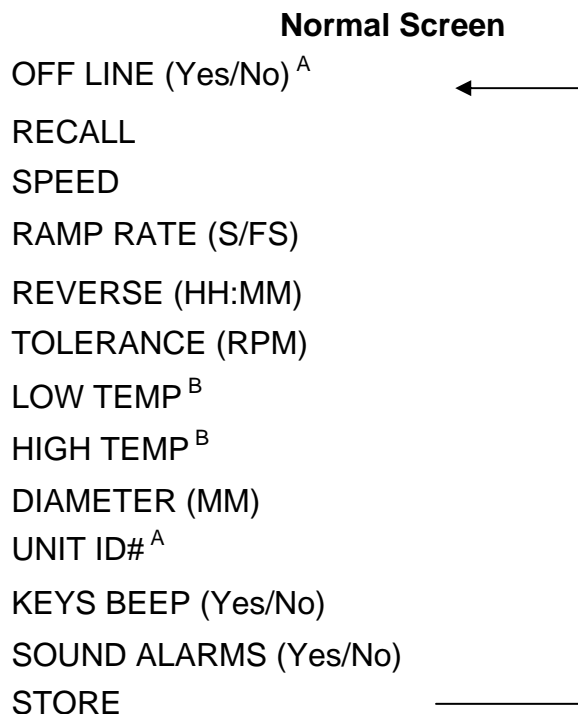 Normal Screen
OFF LINE (Yes/No) A
RECALL
SPEED
RAMP RATE (S/FS)
REVERSE (HH:MM)
TOLERANCE (RPM)
LOW TEMP B
HIGH TEMP B
DIAMETER (MM)
UNIT ID# A
KEYS BEEP (Yes/No)
SOUND ALARMS (Yes/No)
STORE